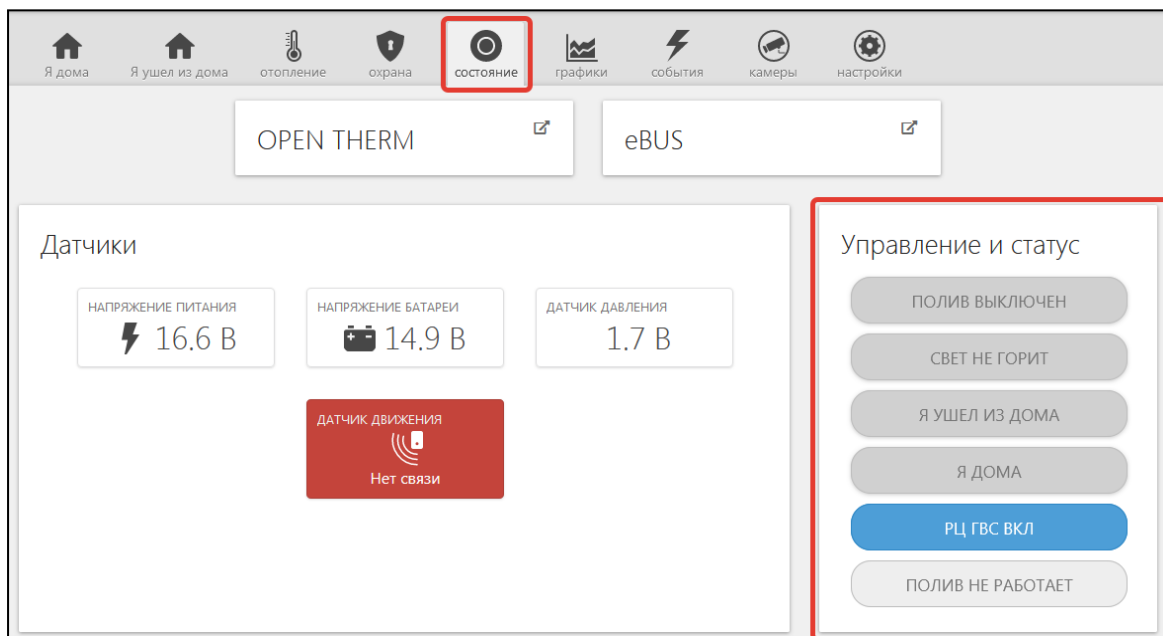 Я дома
Я ушел из дома
отопление
охрана
состояние
графики
события
камеры
настройки
OPEN THERM
eBUS
Датчики
НАПРЯЖЕНИЕ ПИТАНИЯ
16.6 В
НАПРЯЖЕНИЕ БАТАРЕИ
14.9 В
ДАТЧИК ДАВЛЕНИЯ
1.7 В
ДАТЧИК ДВИЖЕНИЯ
Нет связи
Управление и статус
ПОЛИВ ВЫКЛЮЧЕН
СВЕТ НЕ ГОРИТ
Я УШЕЛ ИЗ ДОМА
Я ДОМА
РЦ ГВС ВКЛ
ПОЛИВ НЕ РАБОТАЕТ